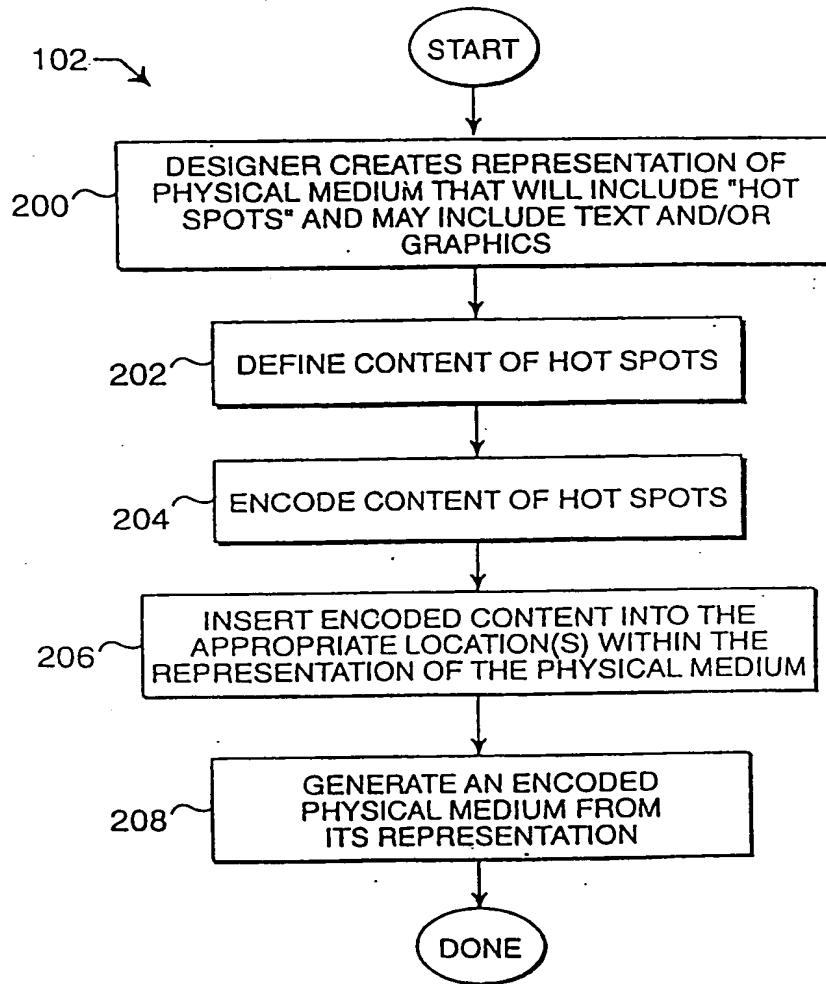 START
102
DESIGNER CREATES REPRESENTATION OF
PHYSICAL MEDIUM THAT WILL INCLUDE "HOT
SPOTS" AND MAY INCLUDE TEXT AND/OR
GRAPHICS
200
DEFINE CONTENT OF HOT SPOTS
202
ENCODE CONTENT OF HOT SPOTS
204
INSERT ENCODED CONTENT INTO THE
APPROPRIATE LOCATION(S) WITHIN THE
REPRESENTATION OF THE PHYSICAL MEDIUM
206
GENERATE AN ENCODED
PHYSICAL MEDIUM FROM
ITS REPRESENTATION
208
DONE